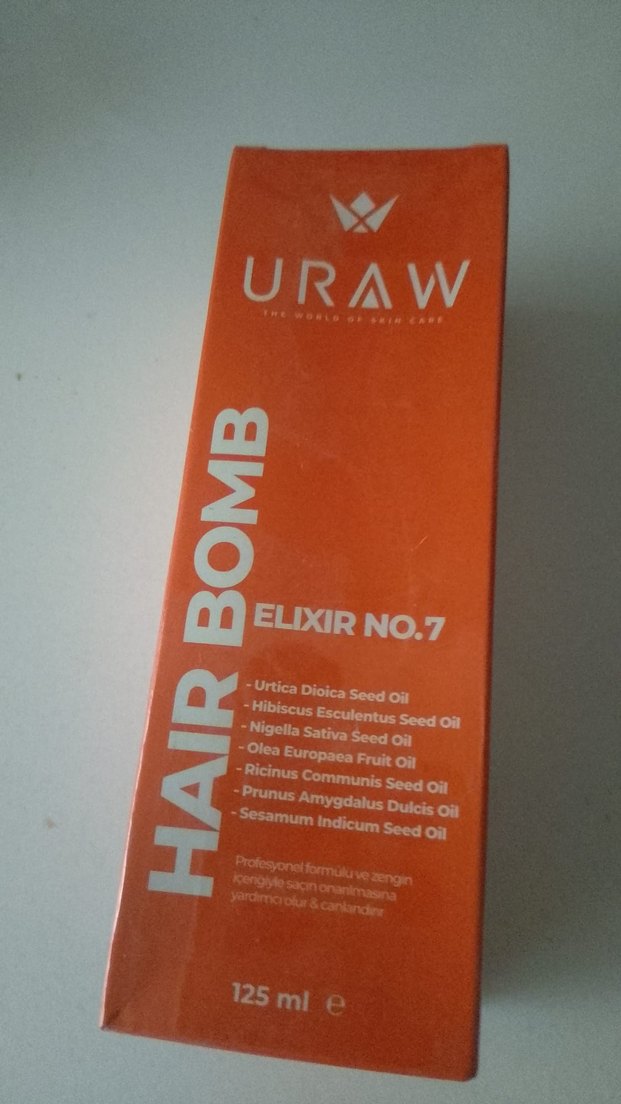 URAW
THE WORLD OF SKIN CARE
HAIR BOMB
ELIXIR NO.7
- Urtica Dioica Seed Oil
- Hibiscus Esculentus Seed Oil
- Nigella Sativa Seed Oil
- Olea Europaea Fruit Oil
- Ricinus Communis Seed Oil
- Prunus Amygdalus Dulcis Oil
- Sesamum Indicum Seed Oil
Profesyonel formülü ve zengin
içeriğiyle saçın onarılmasına
yardımcı olur & canlandırır
125 ml ℮